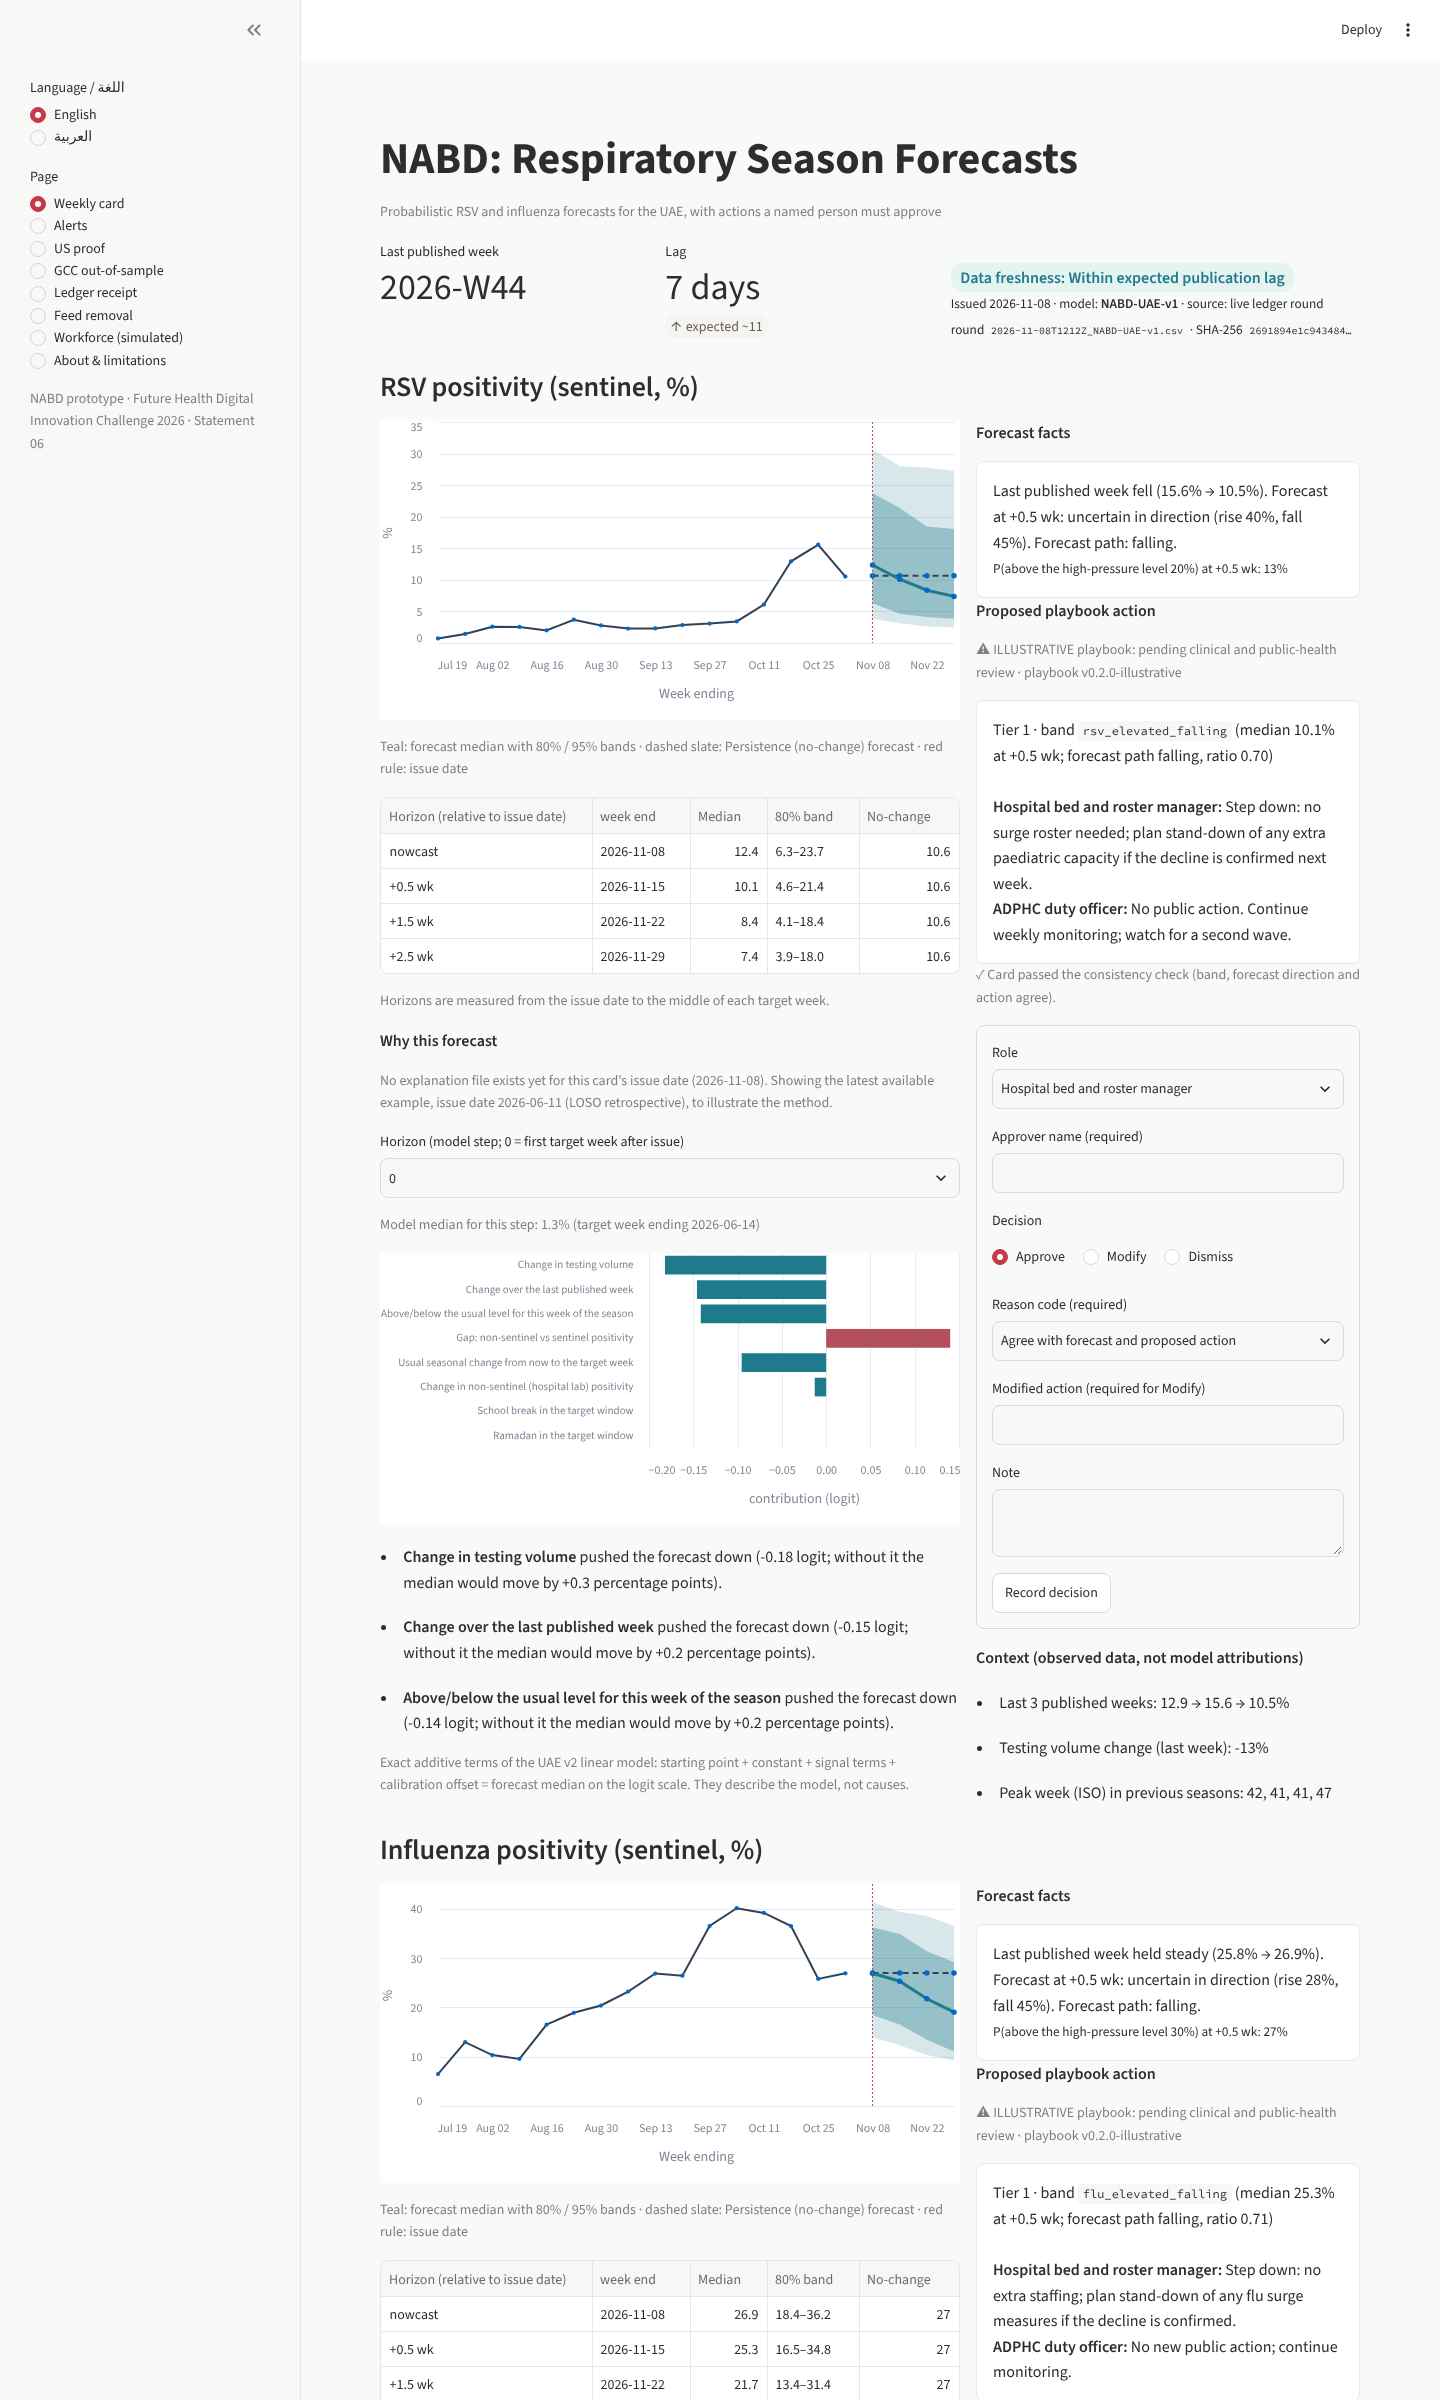 Deploy
Language / اللغة
English
العربية
Page
Weekly card
Alerts
US proof
GCC out-of-sample
Ledger receipt
Feed removal
Workforce (simulated)
About & limitations
NABD prototype · Future Health Digital
Innovation Challenge 2026 · Statement
06
NABD: Respiratory Season Forecasts
Probabilistic RSV and influenza forecasts for the UAE, with actions a named person must approve
Last published week
2026-W44
Lag
7 days
↑ expected ~11
Data freshness: Within expected publication lag
Issued 2026-11-08 · model: NABD-UAE-v1 · source: live ledger round
round 2026-11-08T1212Z_NABD-UAE-v1.csv · SHA-256 2691894e1c943484…
RSV positivity (sentinel, %)
35
30
25
20
15
10
5
0
%
Jul 19 Aug 02 Aug 16 Aug 30 Sep 13 Sep 27 Oct 11 Oct 25 Nov 08 Nov 22
Week ending
Teal: forecast median with 80% / 95% bands · dashed slate: Persistence (no-change) forecast · red
rule: issue date
Horizon (relative to issue date) week end Median 80% band No-change
nowcast 2026-11-08 12.4 6.3–23.7 10.6
+0.5 wk 2026-11-15 10.1 4.6–21.4 10.6
+1.5 wk 2026-11-22 8.4 4.1–18.4 10.6
+2.5 wk 2026-11-29 7.4 3.9–18.0 10.6
Horizons are measured from the issue date to the middle of each target week.
Why this forecast
No explanation file exists yet for this card's issue date (2026-11-08). Showing the latest available
example, issue date 2026-06-11 (LOSO retrospective), to illustrate the method.
Horizon (model step; 0 = first target week after issue)
0
Model median for this step: 1.3% (target week ending 2026-06-14)
Change in testing volume
Change over the last published week
Above/below the usual level for this week of the season
Gap: non-sentinel vs sentinel positivity
Usual seasonal change from now to the target week
Change in non-sentinel (hospital lab) positivity
School break in the target window
Ramadan in the target window
−0.20 −0.15 −0.10 −0.05 0.00 0.05 0.10 0.15
contribution (logit)
• Change in testing volume pushed the forecast down (-0.18 logit; without it the
median would move by +0.3 percentage points).
• Change over the last published week pushed the forecast down (-0.15 logit;
without it the median would move by +0.2 percentage points).
• Above/below the usual level for this week of the season pushed the forecast down
(-0.14 logit; without it the median would move by +0.2 percentage points).
Exact additive terms of the UAE v2 linear model: starting point + constant + signal terms +
calibration offset = forecast median on the logit scale. They describe the model, not causes.
Forecast facts
Last published week fell (15.6% → 10.5%). Forecast
at +0.5 wk: uncertain in direction (rise 40%, fall
45%). Forecast path: falling.
P(above the high-pressure level 20%) at +0.5 wk: 13%
Proposed playbook action
⚠ ILLUSTRATIVE playbook: pending clinical and public-health
review · playbook v0.2.0-illustrative
Tier 1 · band rsv_elevated_falling (median 10.1%
at +0.5 wk; forecast path falling, ratio 0.70)
Hospital bed and roster manager: Step down: no
surge roster needed; plan stand-down of any extra
paediatric capacity if the decline is confirmed next
week.
ADPHC duty officer: No public action. Continue
weekly monitoring; watch for a second wave.
✓ Card passed the consistency check (band, forecast direction and
action agree).
Role
Hospital bed and roster manager
Approver name (required)
Decision
Approve Modify Dismiss
Reason code (required)
Agree with forecast and proposed action
Modified action (required for Modify)
Note
Record decision
Context (observed data, not model attributions)
• Last 3 published weeks: 12.9 → 15.6 → 10.5%
• Testing volume change (last week): -13%
• Peak week (ISO) in previous seasons: 42, 41, 41, 47
Influenza positivity (sentinel, %)
40
30
20
10
0
%
Jul 19 Aug 02 Aug 16 Aug 30 Sep 13 Sep 27 Oct 11 Oct 25 Nov 08 Nov 22
Week ending
Teal: forecast median with 80% / 95% bands · dashed slate: Persistence (no-change) forecast · red
rule: issue date
Horizon (relative to issue date) week end Median 80% band No-change
nowcast 2026-11-08 26.9 18.4–36.2 27
+0.5 wk 2026-11-15 25.3 16.5–34.8 27
+1.5 wk 2026-11-22 21.7 13.4–31.4 27
Forecast facts
Last published week held steady (25.8% → 26.9%).
Forecast at +0.5 wk: uncertain in direction (rise 28%,
fall 45%). Forecast path: falling.
P(above the high-pressure level 30%) at +0.5 wk: 27%
Proposed playbook action
⚠ ILLUSTRATIVE playbook: pending clinical and public-health
review · playbook v0.2.0-illustrative
Tier 1 · band flu_elevated_falling (median 25.3%
at +0.5 wk; forecast path falling, ratio 0.71)
Hospital bed and roster manager: Step down: no
extra staffing; plan stand-down of any flu surge
measures if the decline is confirmed.
ADPHC duty officer: No new public action; continue
monitoring.